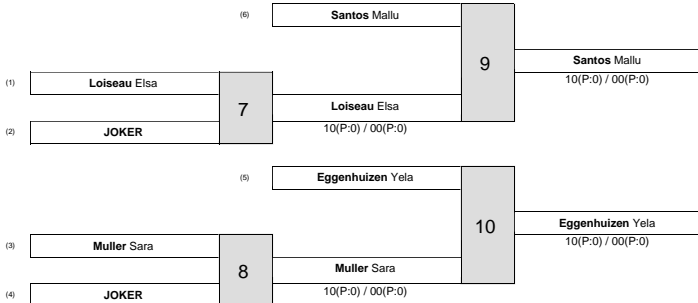 (6) Santos Mallu
9
Santos Mallu
10(P:0) / 00(P:0)
(1) Loiseau Elsa
7
Loiseau Elsa
10(P:0) / 00(P:0)
(2) JOKER
(5) Eggenhuizen Yela
10
Eggenhuizen Yela
10(P:0) / 00(P:0)
(3) Muller Sara
8
Muller Sara
10(P:0) / 00(P:0)
(4) JOKER